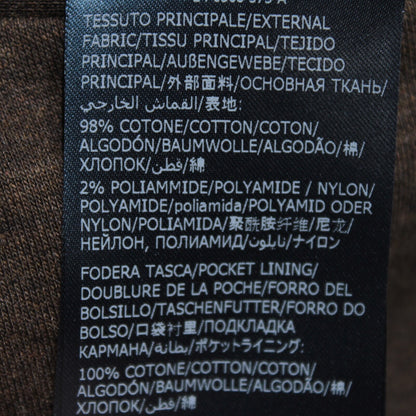 TESSUTO PRINCIPALE/EXTERNAL
FABRIC/TISSU PRINCIPAL/TEJIDO
PRINCIPAL/AUßENGEWEBE/TECIDO
PRINCIPAL/外部面料/ОСНОВНАЯ ТКАНЬ/
القماش الخارجي/表地:
98% COTONE/COTTON/COTON/
ALGODÓN/BAUMWOLLE/ALGODÃO/棉/
ХЛОПОК/قطن/綿
2% POLIAMMIDE/POLYAMIDE / NYLON/
POLYAMIDE/poliamida/POLYAMID ODER
NYLON/POLIAMIDA/聚酰胺纤维/尼龙/
НЕЙЛОН, ПОЛИАМИД/نايلون/ナイロン
FODERA TASCA/POCKET LINING/
DOUBLURE DE LA POCHE/FORRO DEL
BOLSILLO/TASCHENFUTTER/FORRO DO
BOLSO/口袋衬里/ПОДКЛАДКА
КАРМАНА/بطانة/ポケットライニング:
100% COTONE/COTTON/COTON/
ALGODÓN/BAUMWOLLE/ALGODÃO/棉/
ХЛОПОК/قطن/綿